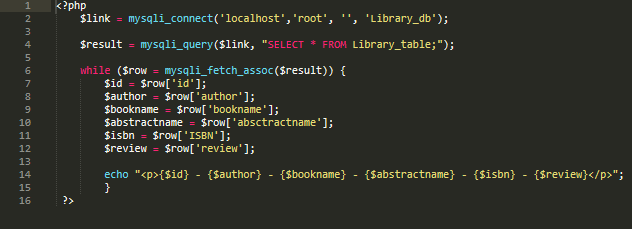 1 <?php
2 $link = mysqli_connect('localhost','root', '', 'Library_db');
3
4 $result = mysqli_query($link, "SELECT * FROM Library_table;");
5
6 while ($row = mysqli_fetch_assoc($result)) {
7 $id = $row['id'];
8 $author = $row['author'];
9 $bookname = $row['bookname'];
10 $abstractname = $row['absctractname'];
11 $isbn = $row['ISBN'];
12 $review = $row['review'];
13
14 echo "<p>{$id} - {$author} - {$bookname} - {$abstractname} - {$isbn} - {$review}</p>";
15 }
16 ?>